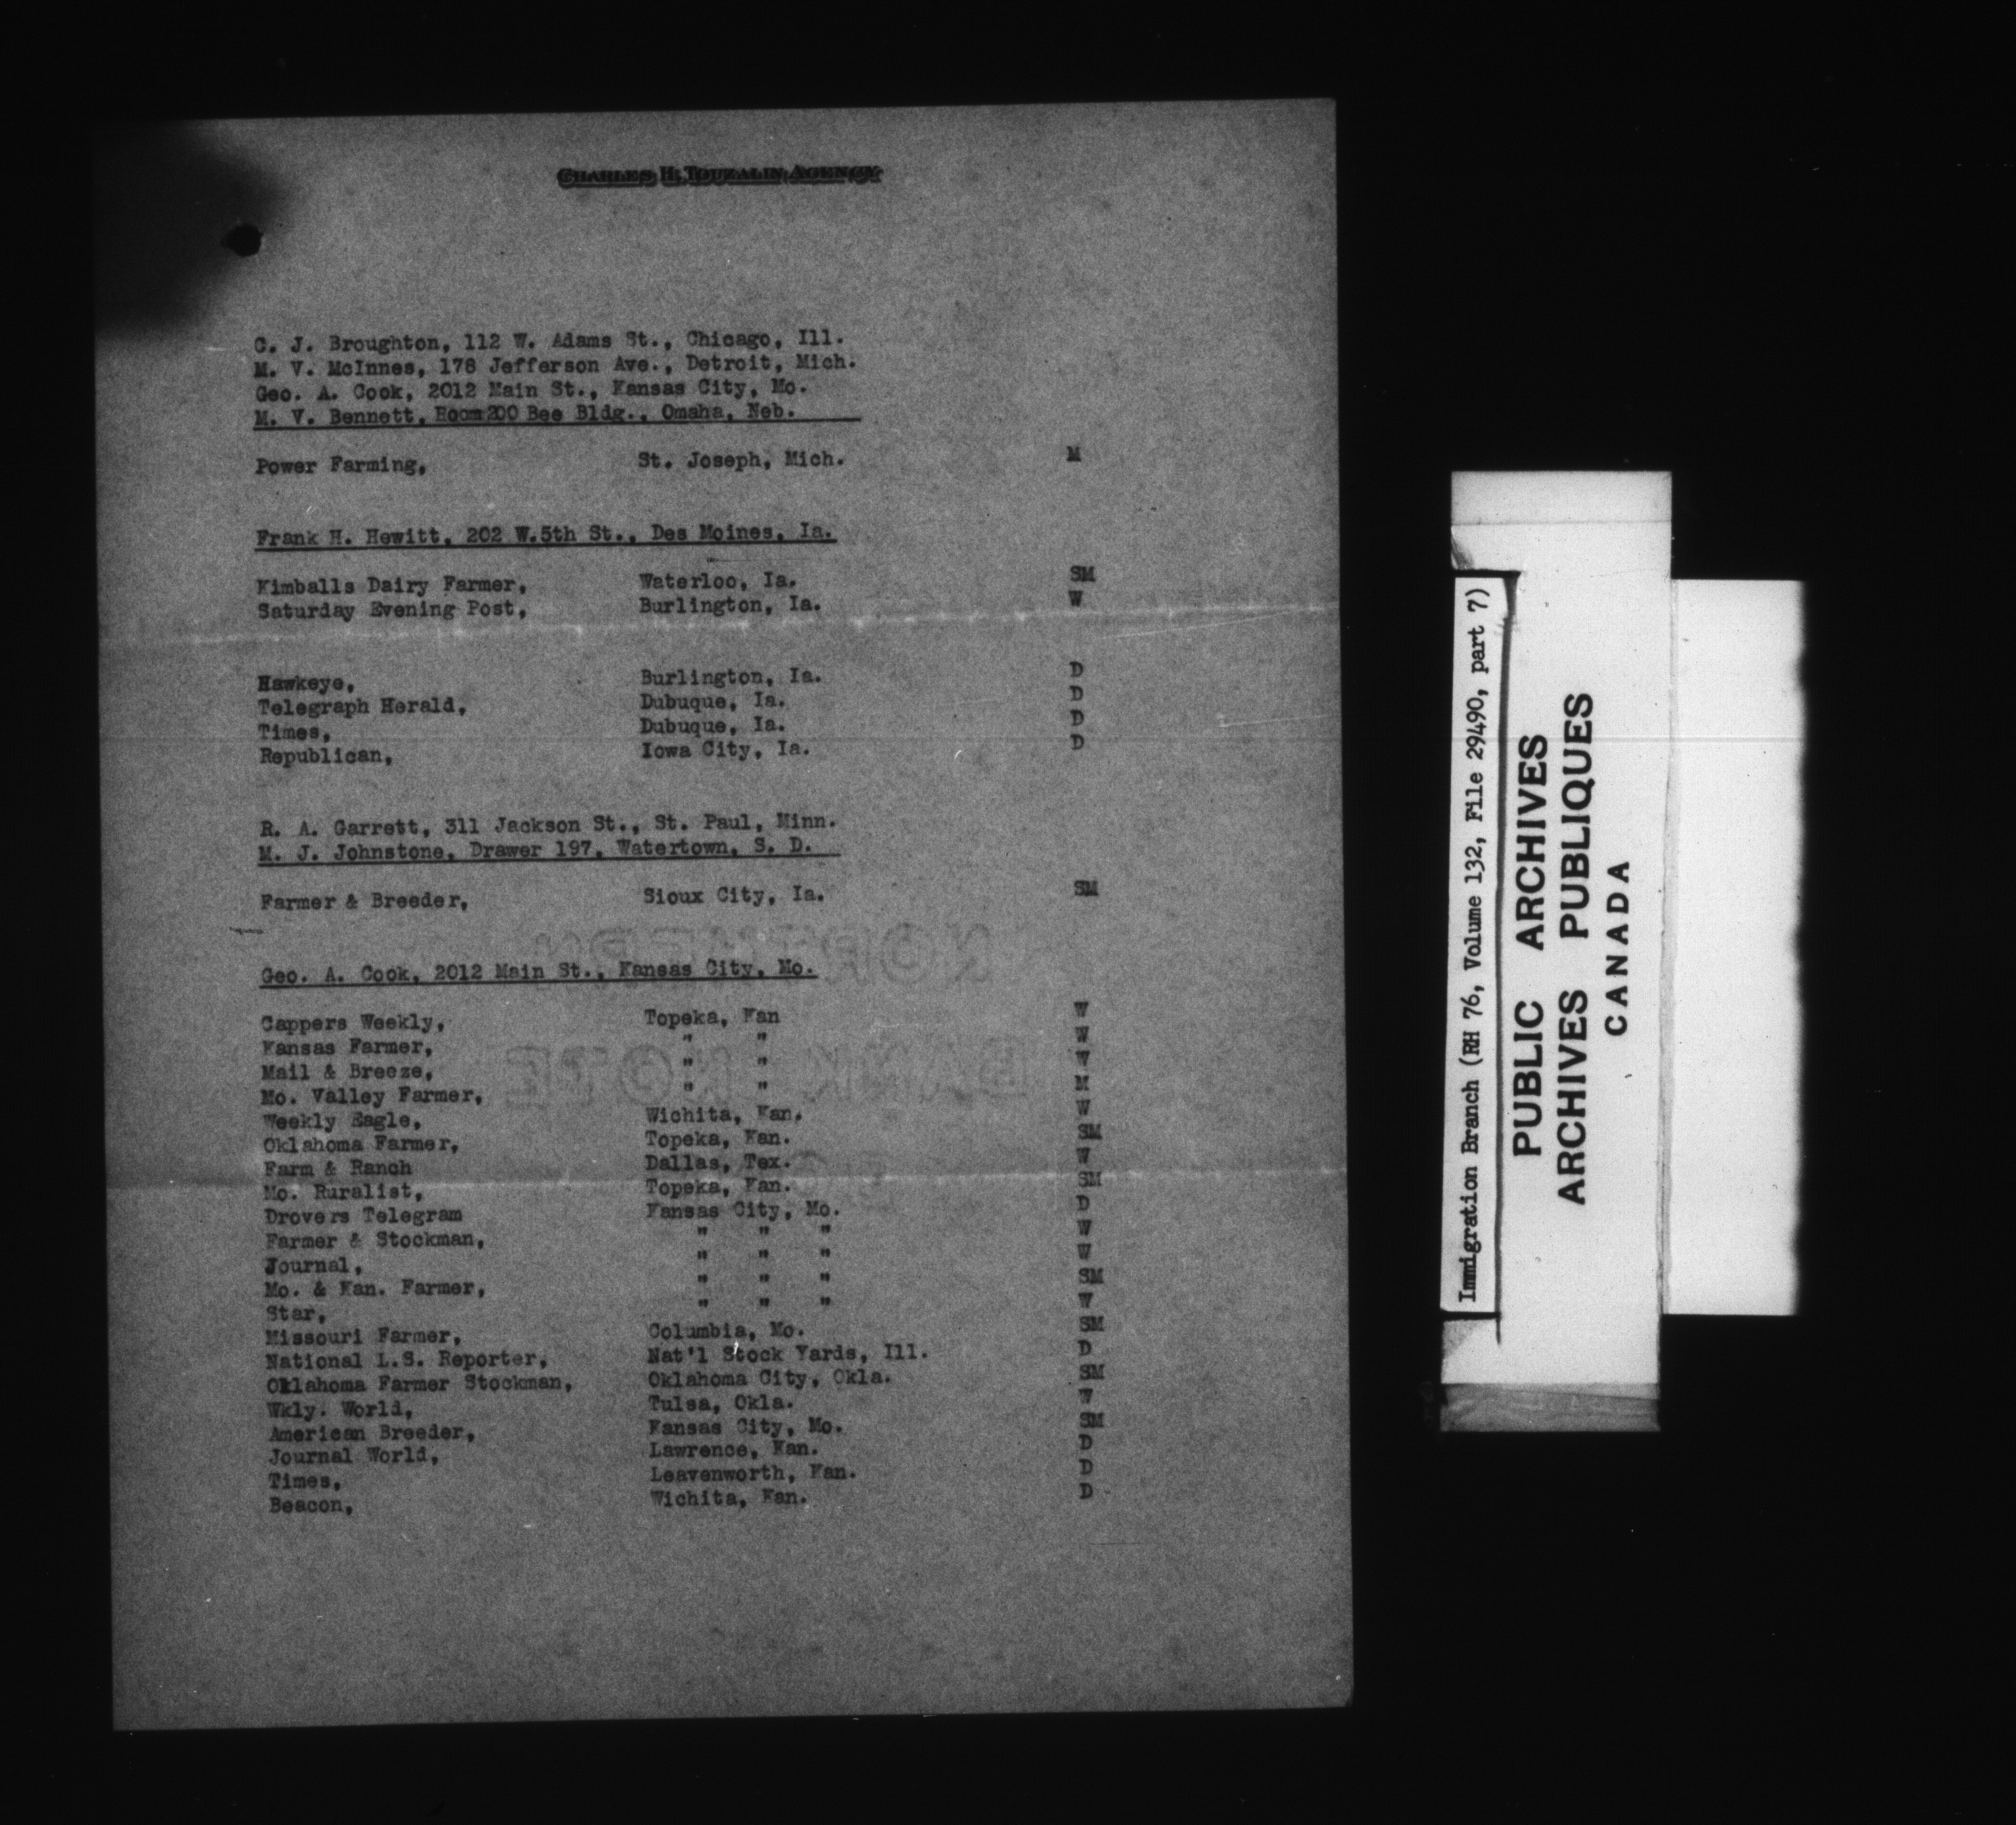 CHARLES H. TOUZALIN AGENCY
C. J. Broughton, 112 W. Adams St., Chicago, Ill.
M. V. McInnes, 178 Jefferson Ave., Detroit, Mich.
Geo. A. Cook, 2012 Main St., Kansas City, Mo.
M. V. Bennett, Room 200 Bee Bldg., Omaha, Neb.
Power Farming, St. Joseph, Mich. M
Frank H. Hewitt, 202 W. 5th St., Des Moines, Ia.
Kimballs Dairy Farmer, Waterloo, Ia. SM
Saturday Evening Post, Burlington, Ia. W
Hawkeye, Burlington, Ia. D
Telegraph Herald, Dubuque, Ia. D
Times, Dubuque, Ia. D
Republican, Iowa City, Ia. D
R. A. Garrett, 311 Jackson St., St. Paul, Minn.
M. J. Johnstone, Drawer 197, Watertown, S. D.
Farmer & Breeder, Sioux City, Ia. SM
Geo. A. Cook, 2012 Main St., Kansas City, Mo.
Cappers Weekly, Topeka, Kan W
Kansas Farmer, " " W
Mail & Breeze, " " W
Mo. Valley Farmer, " " M
Weekly Eagle, Wichita, Kan. W
Oklahoma Farmer, Topeka, Kan. SM
Farm & Ranch Dallas, Tex. W
Mo. Ruralist, Topeka, Kan. SM
Drovers Telegram Kansas City, Mo. D
Farmer & Stockman, " " " W
Journal, " " " W
Mo. & Kan. Farmer, " " " SM
Star, " " " W
Missouri Farmer, Columbia, Mo. SM
National L.S. Reporter, Nat'l Stock Yards, Ill. D
Oklahoma Farmer Stockman, Oklahoma City, Okla. SM
Wkly. World, Tulsa, Okla. W
American Breeder, Kansas City, Mo. SM
Journal World, Lawrence, Kan. D
Times, Leavenworth, Kan. D
Beacon, Wichita, Kan. D
Immigration Branch (RH 76, Volume 132, File 29490, part 7)
PUBLIC ARCHIVES
ARCHIVES PUBLIQUES
CANADA